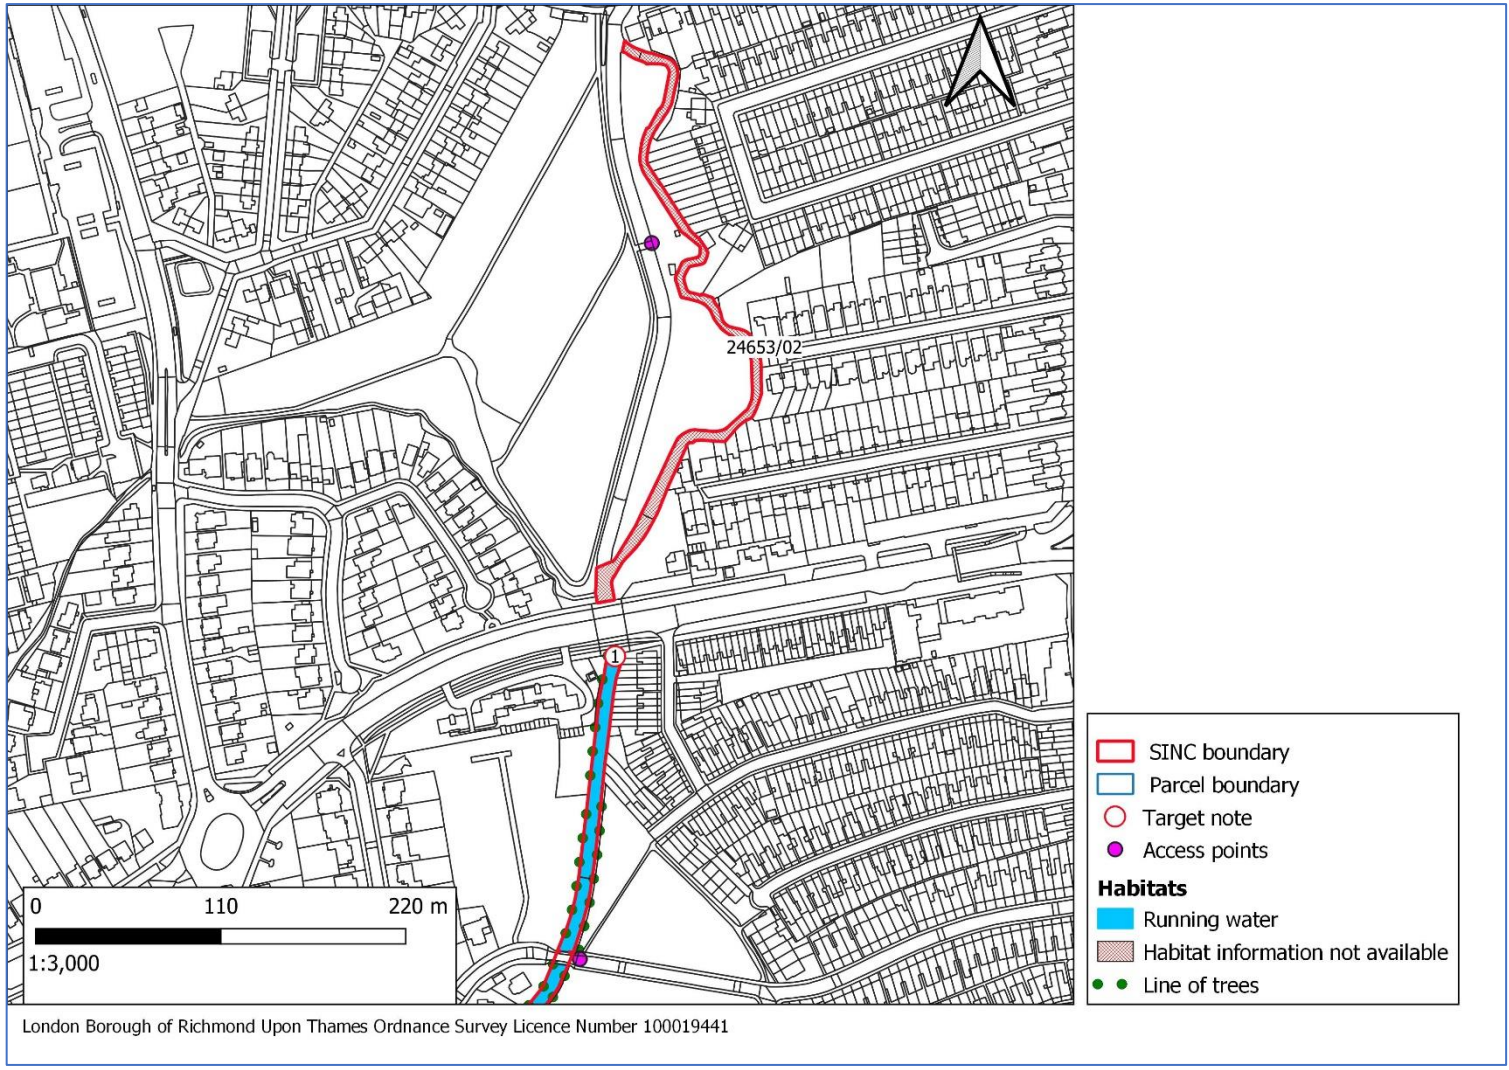 24653/02
1
SINC boundary
Parcel boundary
Target note
Access points
Habitats
Running water
Habitat information not available
Line of trees
0 110 220 m
1:3,000
London Borough of Richmond Upon Thames Ordnance Survey Licence Number 100019441